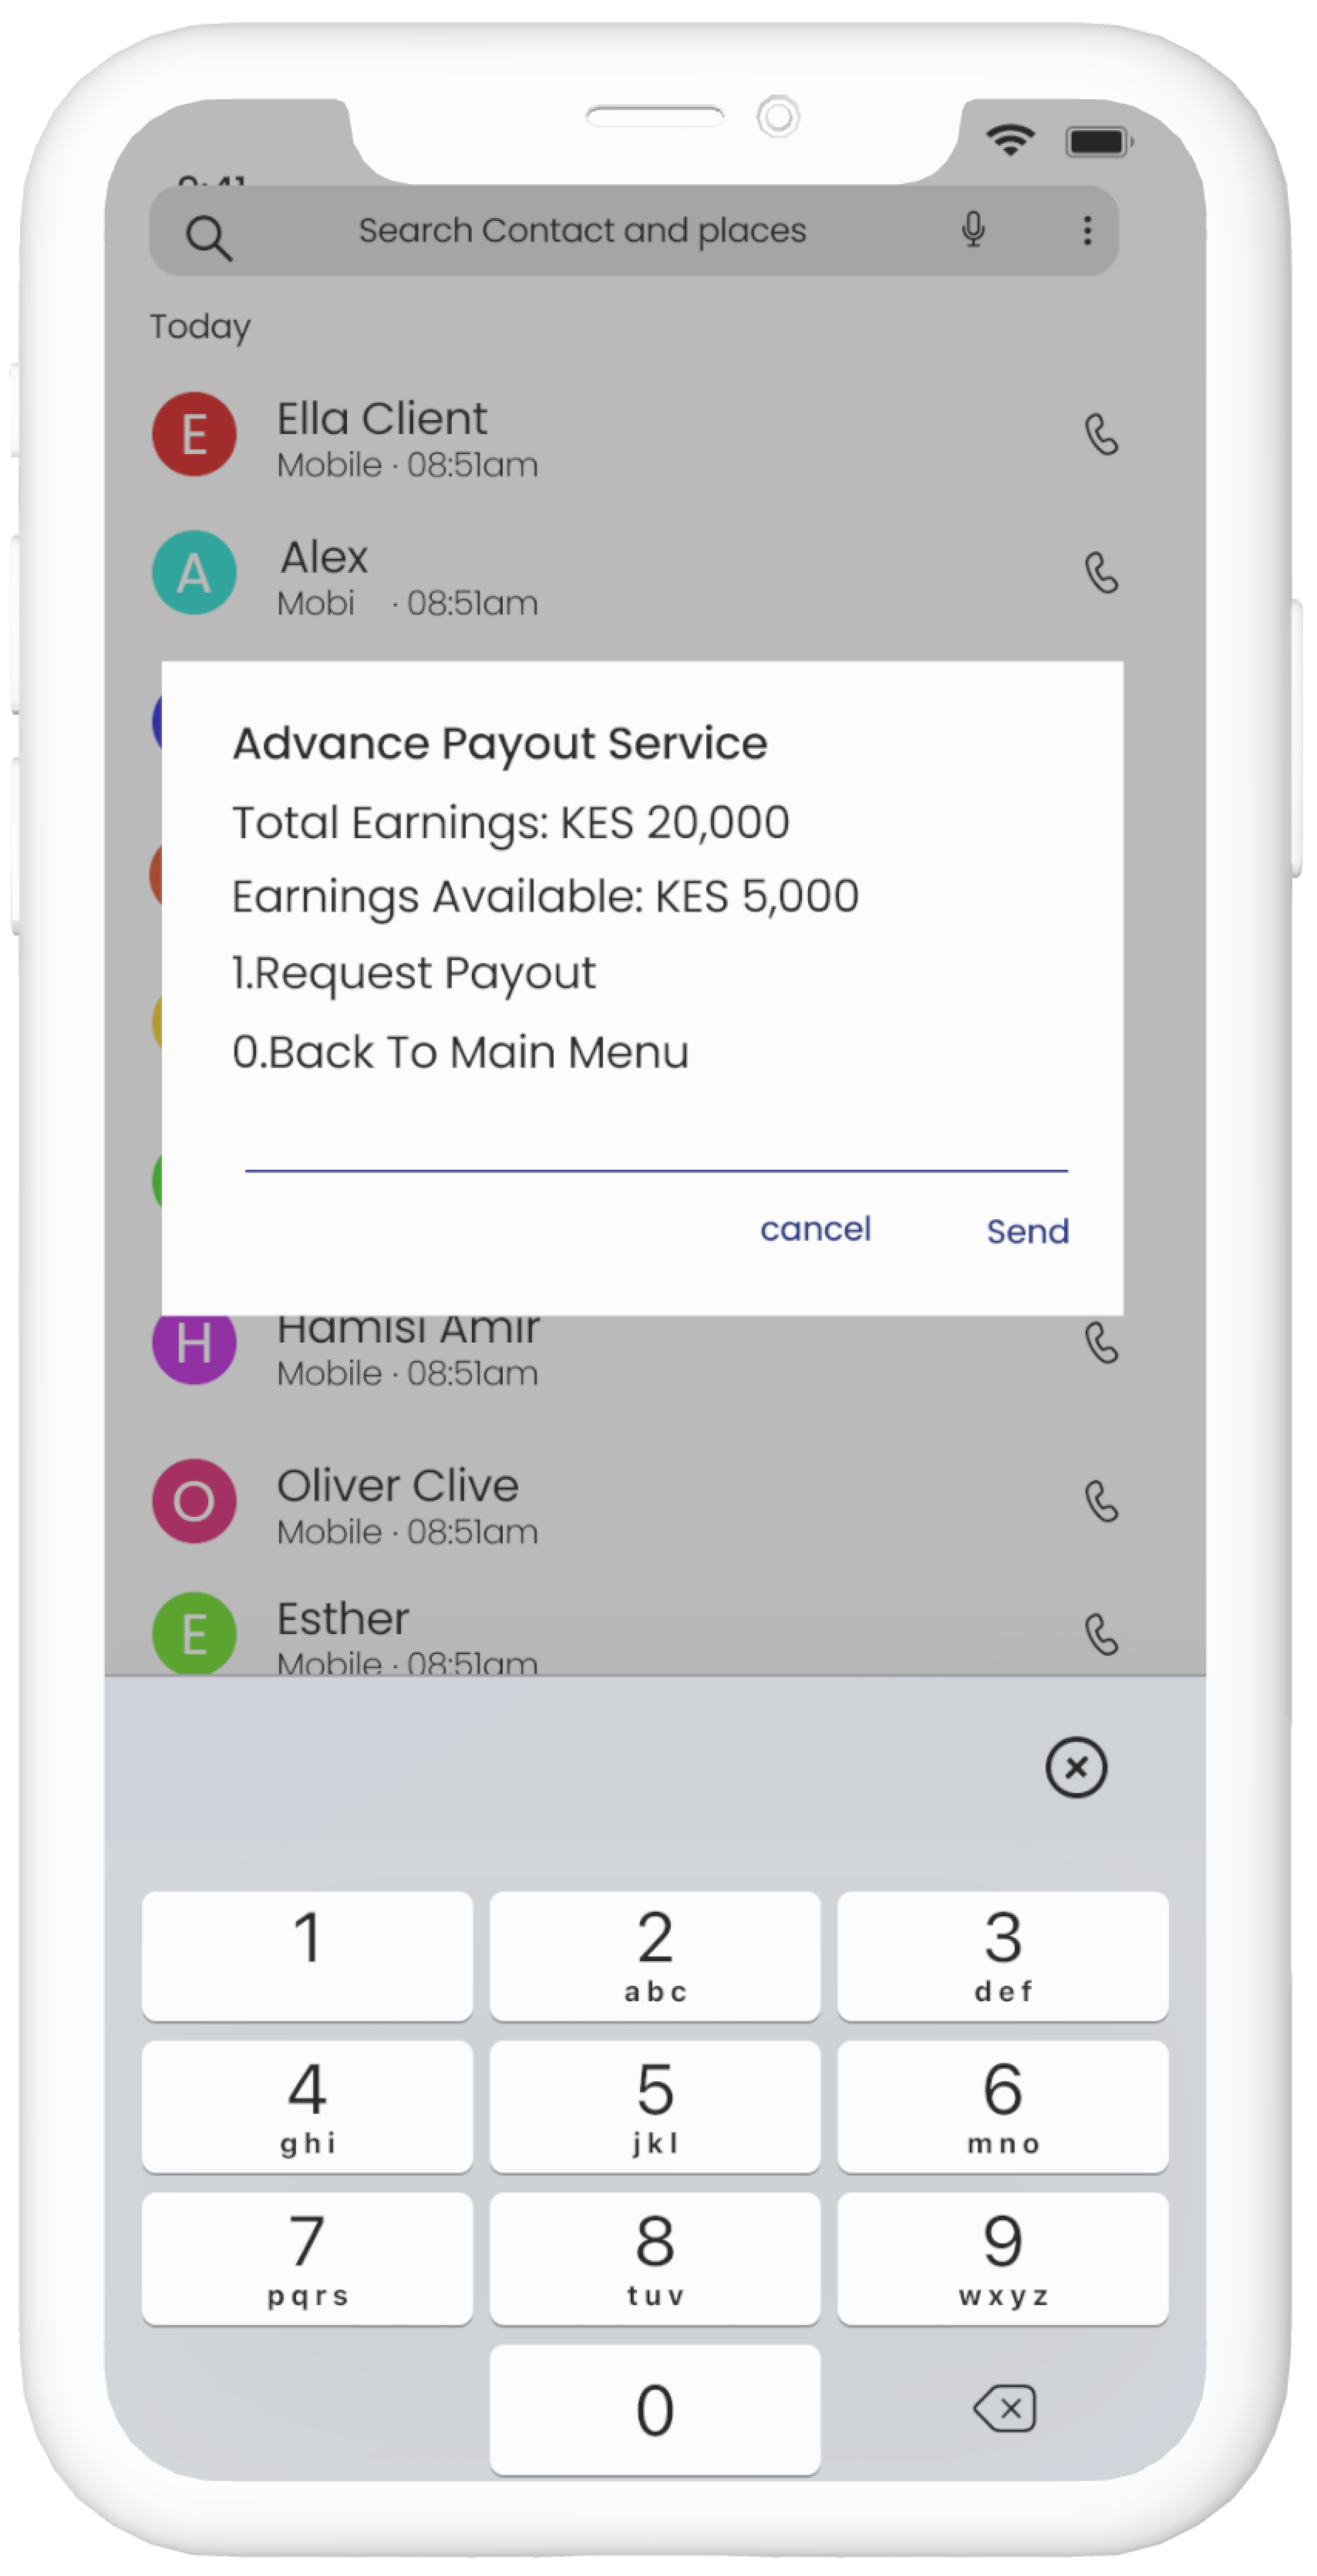 9:41
Search Contact and places
Today
E
Ella Client
Mobile · 08:51am
A
Alex
Mobi · 08:51am
Advance Payout Service
Total Earnings: KES 20,000
Earnings Available: KES 5,000
1.Request Payout
0.Back To Main Menu
cancel Send
H
Hamisi Amir
Mobile · 08:51am
O
Oliver Clive
Mobile · 08:51am
E
Esther
Mobile · 08:51am
1 2 3
abc def
4 5 6
ghi jkl mno
7 8 9
pqrs tuv wxyz
0